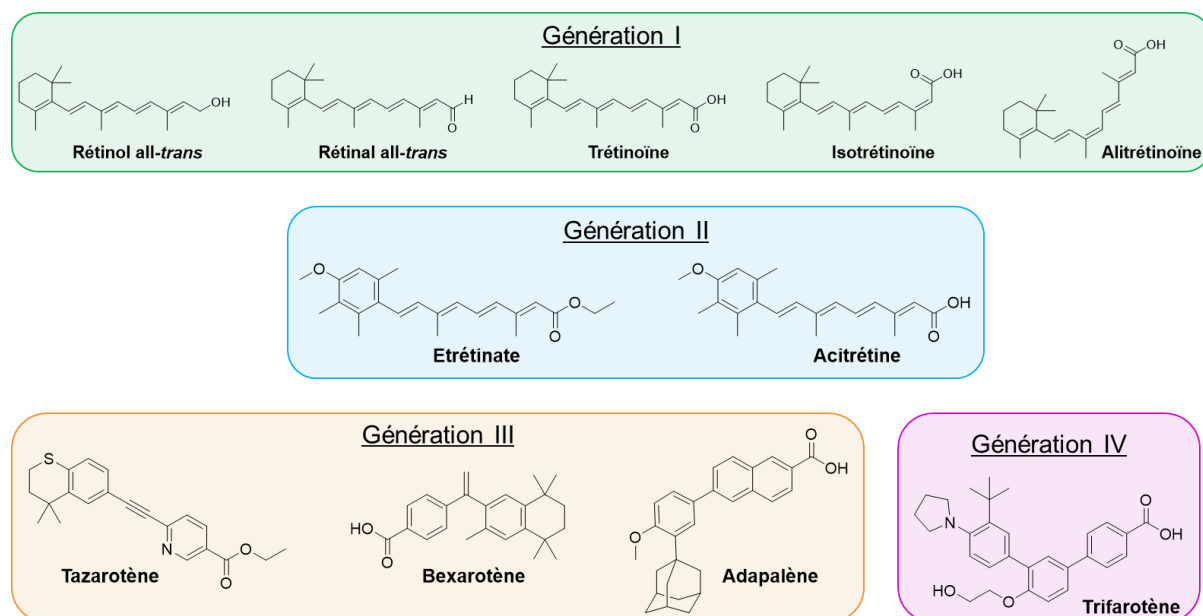 Génération I
OH
H
O
O
OH
O
OH
O
OH
Rétinol all-trans
Rétinal all-trans
Trétinoïne
Isotrétinoïne
Alitrétinoïne
Génération II
O
O
O
Etrétinate
O
OH
O
Acitrétine
Génération III
S
N
O
O
Tazarotène
HO
O
Bexarotène
O
OH
O
Adapalène
Génération IV
N
O
OH
HO
O
Trifarotène